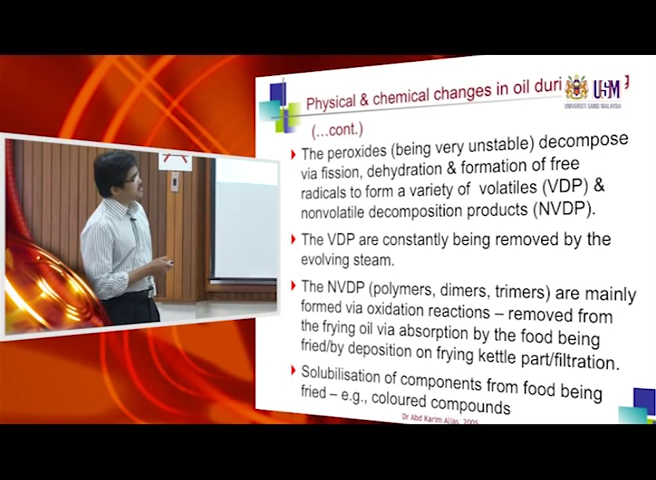 Physical & chemical changes in oil duri
USM
UNIVERSITI SAINS MALAYSIA
(…cont.)
The peroxides (being very unstable) decompose
via fission, dehydration & formation of free
radicals to form a variety of volatiles (VDP) &
nonvolatile decomposition products (NVDP).
The VDP are constantly being removed by the
evolving steam.
The NVDP (polymers, dimers, trimers) are mainly
formed via oxidation reactions – removed from
the frying oil via absorption by the food being
fried/by deposition on frying kettle part/filtration.
Solubilisation of components from food being
fried – e.g., coloured compounds
Dr Abd Karim Alias, 2005